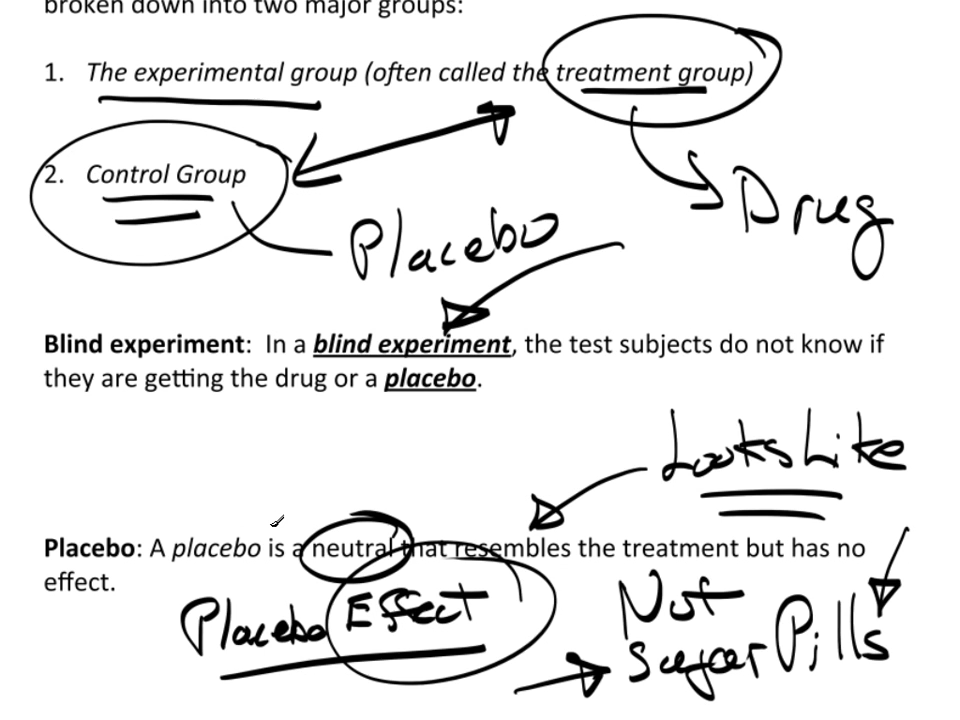 broken down into two major groups:
1. The experimental group (often called the treatment group)
2. Control Group
Drug
Placebo
Blind experiment: In a blind experiment, the test subjects do not know if
they are getting the drug or a placebo.
Looks Like
Placebo: A placebo is a neutral that resembles the treatment but has no
effect.
Placebo Effect
Not
Sugar Pills